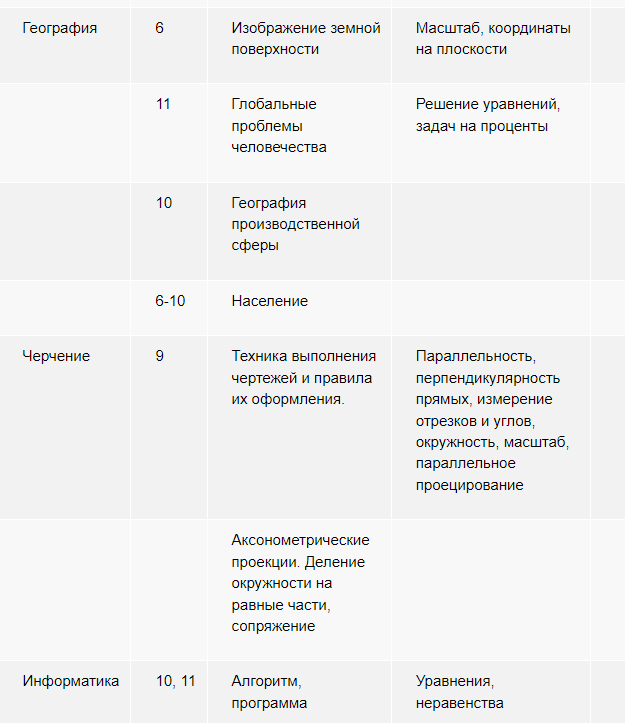 География
6
Изображение земной
поверхности
Масштаб, координаты
на плоскости
11
Глобальные
проблемы
человечества
Решение уравнений,
задач на проценты
10
География
производственной
сферы
6-10
Население
Черчение
9
Техника выполнения
чертежей и правила
их оформления.
Параллельность,
перпендикулярность
прямых, измерение
отрезков и углов,
окружность, масштаб,
параллельное
проецирование
Аксонометрические
проекции. Деление
окружности на
равные части,
сопряжение
Информатика
10, 11
Алгоритм,
программа
Уравнения,
неравенства